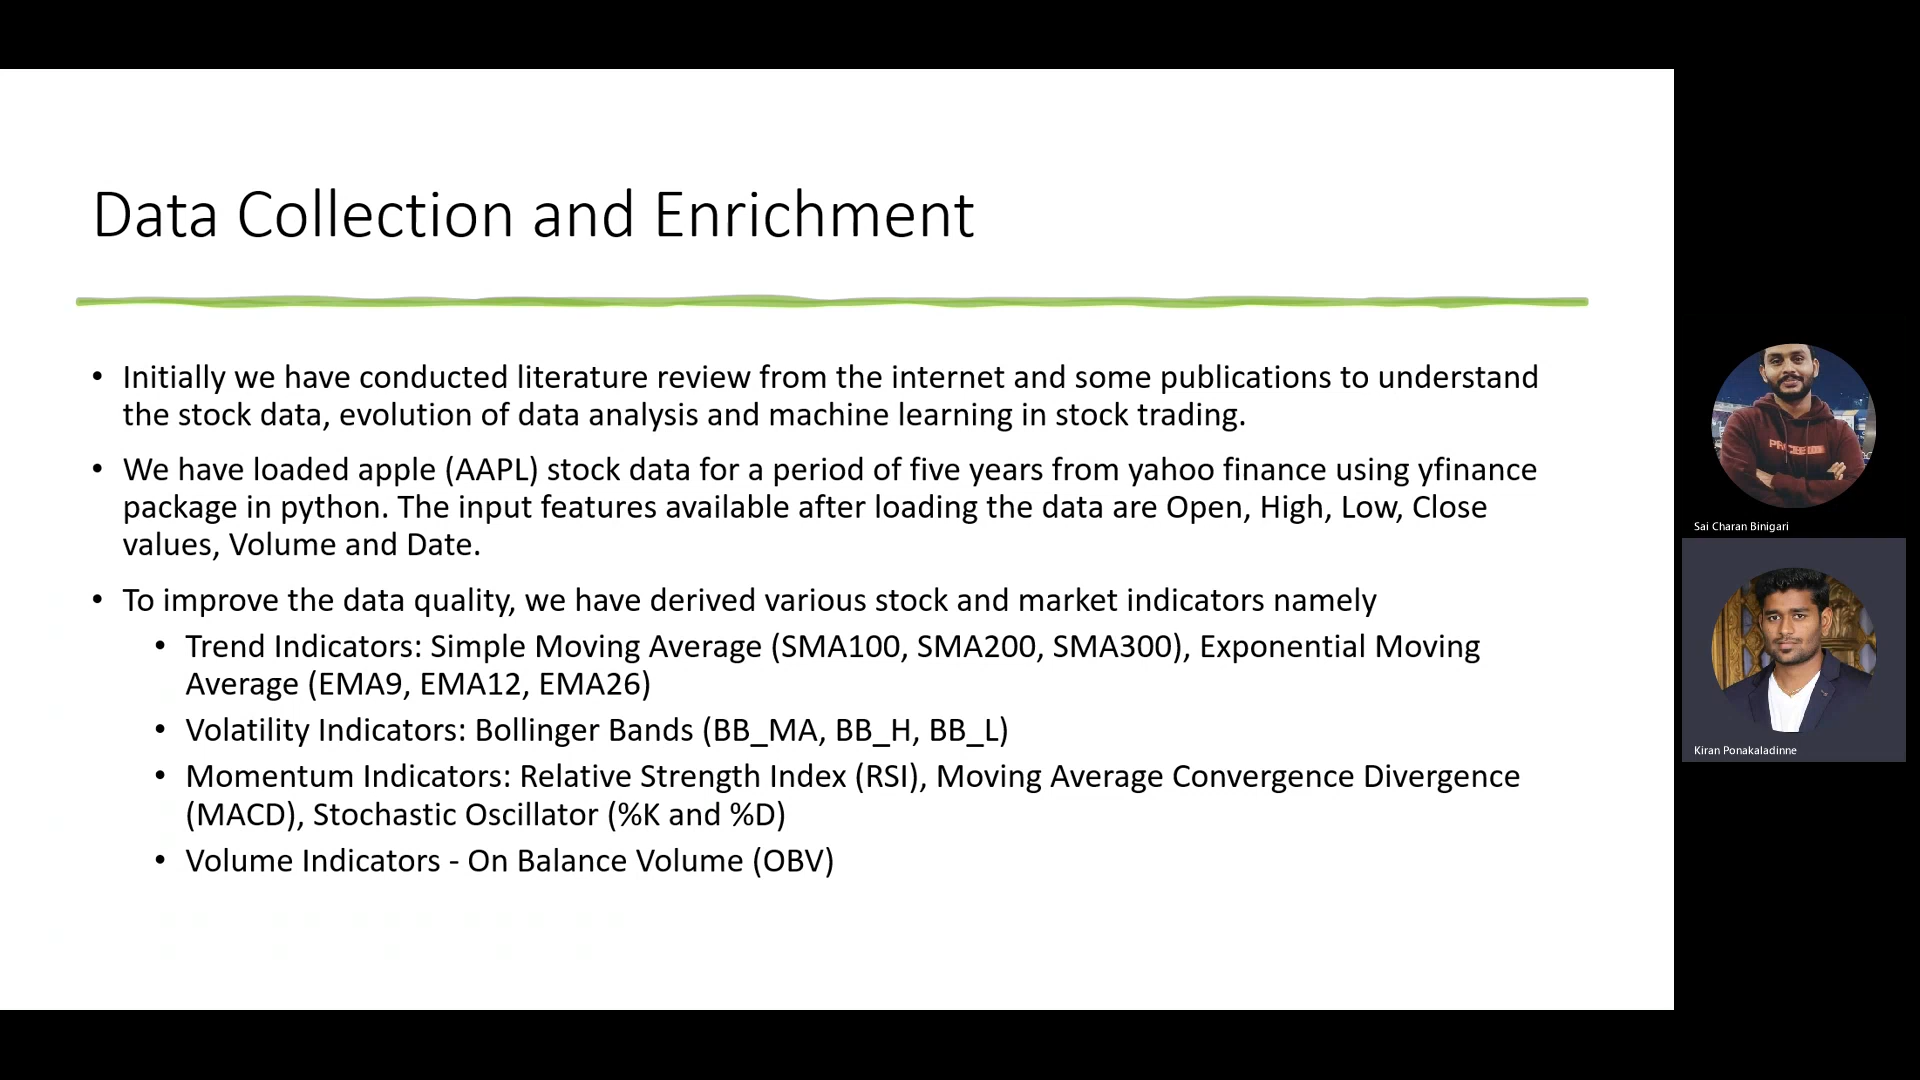 Data Collection and Enrichment
• Initially we have conducted literature review from the internet and some publications to understand
the stock data, evolution of data analysis and machine learning in stock trading.
• We have loaded apple (AAPL) stock data for a period of five years from yahoo finance using yfinance
package in python. The input features available after loading the data are Open, High, Low, Close
values, Volume and Date.
• To improve the data quality, we have derived various stock and market indicators namely
• Trend Indicators: Simple Moving Average (SMA100, SMA200, SMA300), Exponential Moving
Average (EMA9, EMA12, EMA26)
• Volatility Indicators: Bollinger Bands (BB_MA, BB_H, BB_L)
• Momentum Indicators: Relative Strength Index (RSI), Moving Average Convergence Divergence
(MACD), Stochastic Oscillator (%K and %D)
• Volume Indicators - On Balance Volume (OBV)
Sai Charan Binigari
Kiran Ponakaladinne